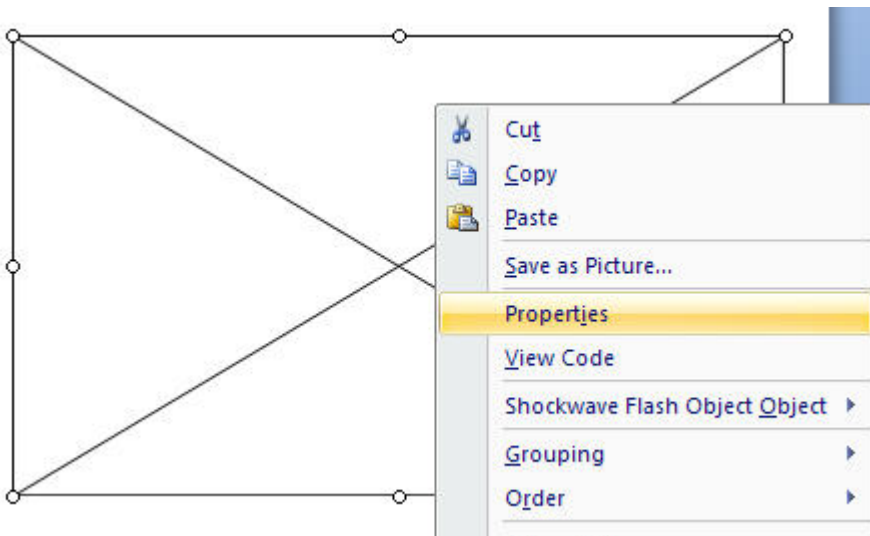 Cut
Copy
Paste
Save as Picture...
Properties
View Code
Shockwave Flash Object Object
Grouping
Order